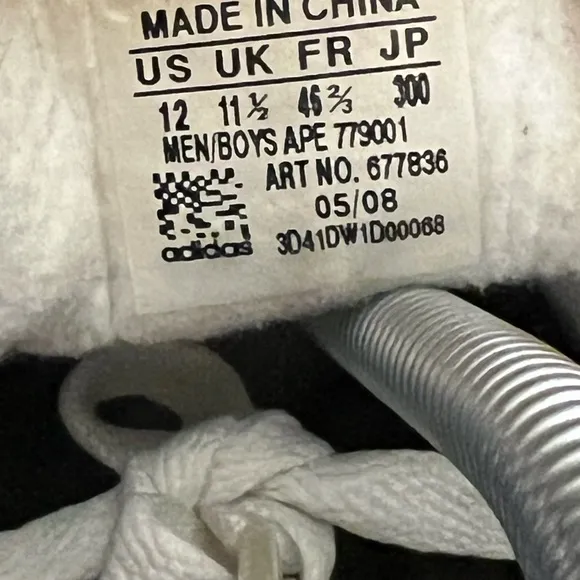 MADE IN CHINA
US UK FR JP
12 11½ 46⅔ 300
MEN/BOYS APE 779001
ART NO. 677836
05/08
adidas 3D41DW1D00068